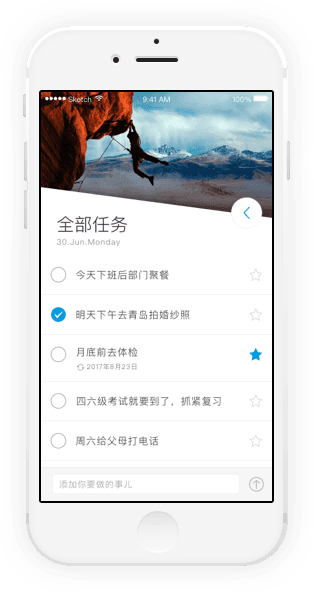 Sketch 9:41 AM 100%
全部任务
30.Jun.Monday
今天下班后部门聚餐
明天下午去青岛拍婚纱照
月底前去体检
2017年6月23日
四六级考试就要到了，抓紧复习
周六给父母打电话
添加你要做的事儿